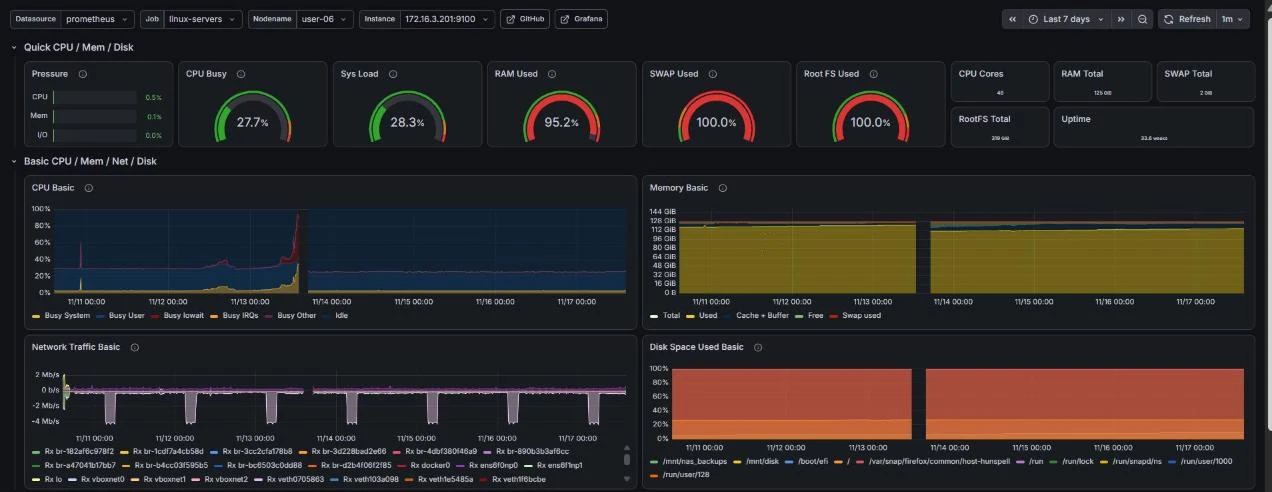 Datasource prometheus Job linux-servers Nodename user-06 Instance 172.16.3.201:9100 GitHub Grafana Last 7 days Refresh 1m
Quick CPU / Mem / Disk
Pressure CPU Busy Sys Load RAM Used SWAP Used Root FS Used CPU Cores RAM Total SWAP Total
CPU 0.5%
Mem 0.1%
I/O 0.0%
27.7% 28.3% 95.2% 100.0% 100.0%
125 GiB 2 GiB
RootFS Total Uptime
33.6 weeks
Basic CPU / Mem / Net / Disk
CPU Basic
100%
80%
60%
40%
20%
0%
11/11 00:00 11/12 00:00 11/13 00:00 11/14 00:00 11/15 00:00 11/16 00:00 11/17 00:00
Busy System Busy User Busy Iowait Busy IRQs Busy Other Idle
Memory Basic
144 GiB
128 GiB
112 GiB
96 GiB
80 GiB
64 GiB
48 GiB
32 GiB
16 GiB
0 B
11/11 00:00 11/12 00:00 11/13 00:00 11/14 00:00 11/15 00:00 11/16 00:00 11/17 00:00
Total Used Cache + Buffer Free Swap used
Network Traffic Basic
2 Mb/s
0 b/s
-2 Mb/s
-4 Mb/s
11/11 00:00 11/12 00:00 11/13 00:00 11/14 00:00 11/15 00:00 11/16 00:00 11/17 00:00
Rx br-182af6c978f2 Rx br-1cdf7a4cb58d Rx br-3cc2cfa178b8 Rx br-3d228bad2e66 Rx br-4dbf380f46a9 Rx br-890b3b3af6cc
Rx br-a47041b17bb7 Rx br-b4cc03f595b5 Rx br-bc6503c0dd88 Rx br-d2b4f06f2f85 Rx docker0 Rx ens6f0np0 Rx ens6f1np1
Rx lo Rx vboxnet0 Rx vboxnet1 Rx vboxnet2 Rx veth0705863 Rx veth103a098 Rx veth1e5485a Rx veth1f6bcbe
Disk Space Used Basic
100%
80%
60%
40%
20%
0%
11/11 00:00 11/12 00:00 11/13 00:00 11/14 00:00 11/15 00:00 11/16 00:00 11/17 00:00
/mnt/nas_backups /mnt/disk /boot/efi / /var/snap/firefox/common/host-hunspell /run /run/lock /run/snapd/ns /run/user/1000
/run/user/128